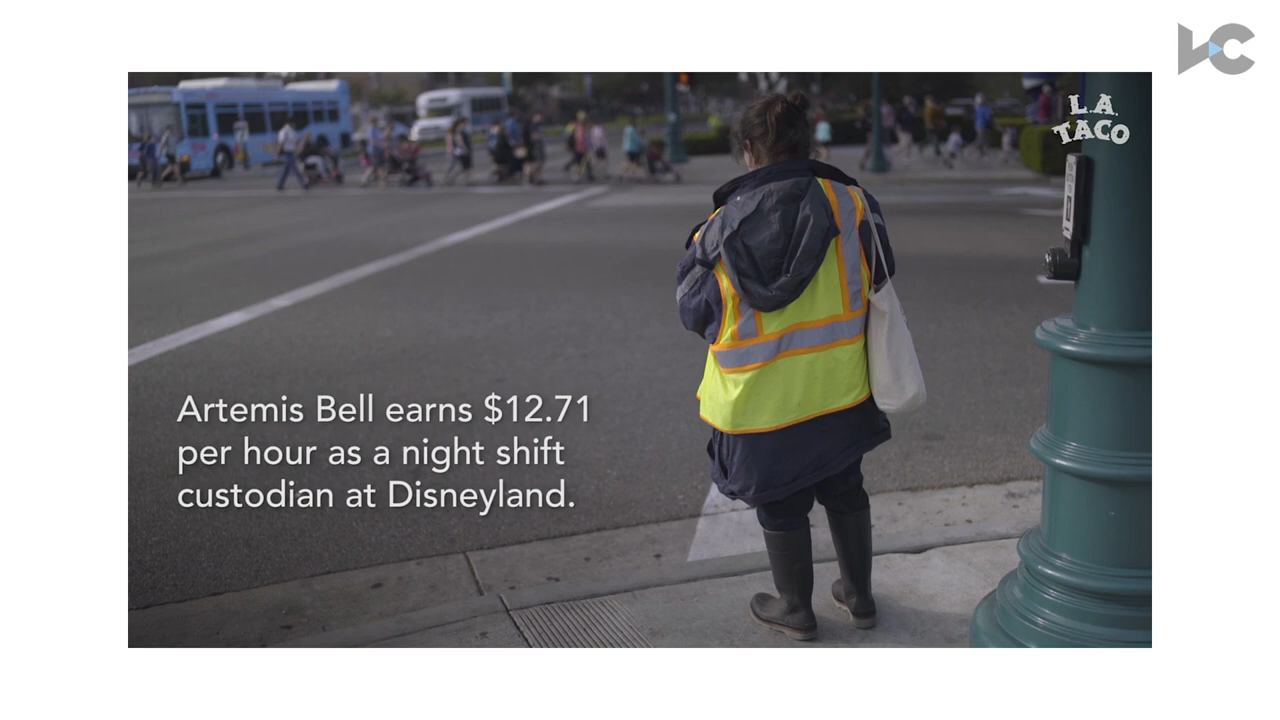 L.A.
TACO
Artemis Bell earns $12.71
per hour as a night shift
custodian at Disneyland.